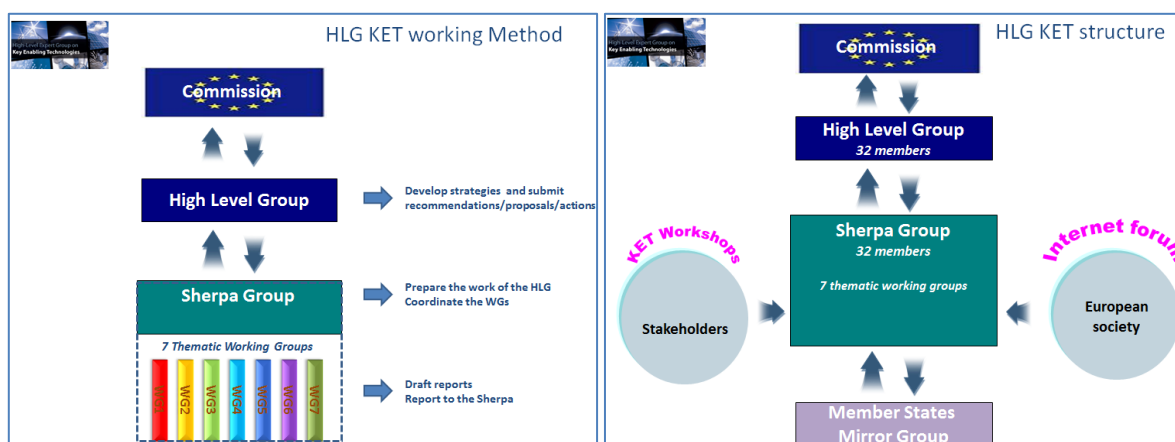 High-Level Expert Group on
Key Enabling Technologies
HLG KET working Method
Commission
High Level Group
Develop strategies and submit
recommendations/proposals/actions
Sherpa Group
Prepare the work of the HLG
Coordinate the WGs
7 Thematic Working Groups
WG1
WG2
WG3
WG4
WG5
WG6
WG7
Draft reports
Report to the Sherpa
High-Level Expert Group on
Key Enabling Technologies
HLG KET structure
Commission
High Level Group
32 members
Sherpa Group
32 members
7 thematic working groups
KET Workshops
Stakeholders
Internet forum
European
society
Member States
Mirror Group